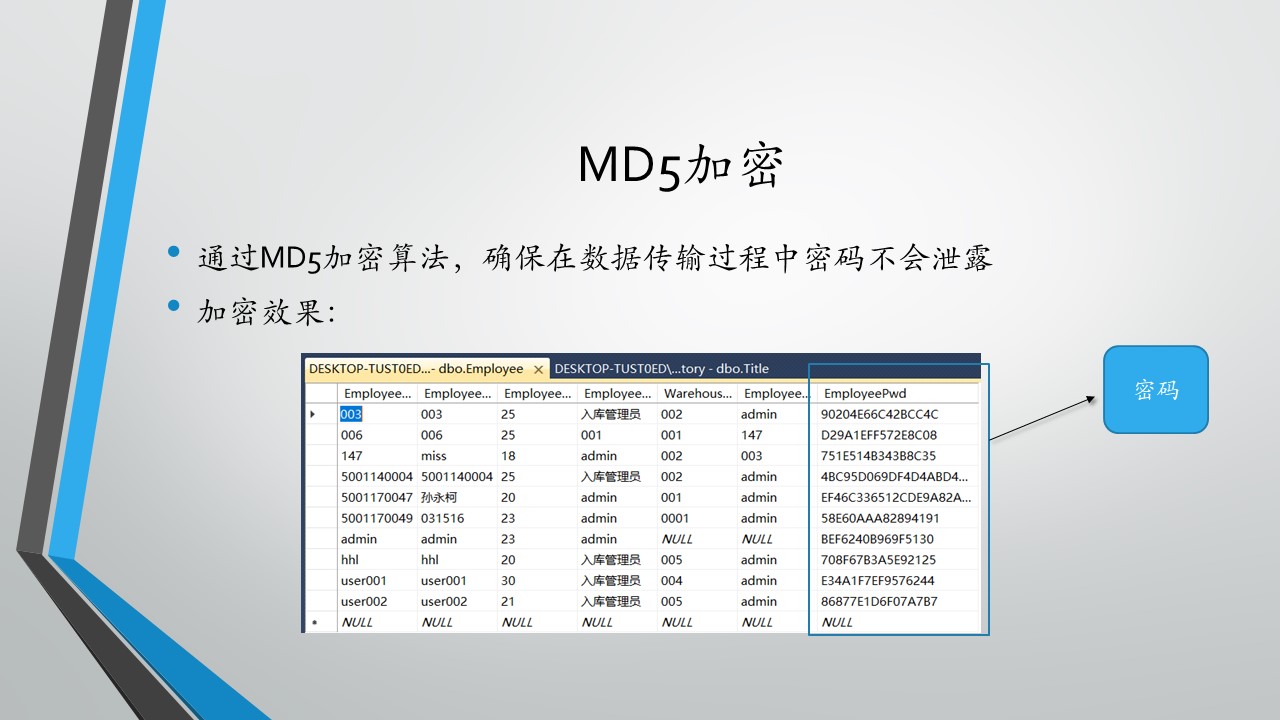 MD5加密
通过MD5加密算法，确保在数据传输过程中密码不会泄露
加密效果：
DESKTOP-TUST0ED...- dbo.Employee × DESKTOP-TUST0ED\...tory - dbo.Title
Employee... Employee... Employee... Employee... Warehous... Employee... EmployeePwd
003 003 25 入库管理员 002 admin 90204E66C42BCC4C
006 006 25 001 001 147 D29A1EFF572E8C08
147 miss 18 admin 002 003 751E514B343B8C35
5001140004 5001140004 25 入库管理员 002 admin 4BC95D069DF4D4ABD4...
5001170047 孙永柯 20 admin 001 admin EF46C336512CDE9A82A...
5001170049 031516 23 admin 0001 admin 58E60AAA82894191
admin admin 23 admin NULL NULL BEF6240B969F5130
hhl hhl 20 入库管理员 005 admin 708F67B3A5E92125
user001 user001 30 入库管理员 004 admin E34A1F7EF9576244
user002 user002 21 入库管理员 005 admin 86877E1D6F07A7B7
NULL NULL NULL NULL NULL NULL NULL
密码